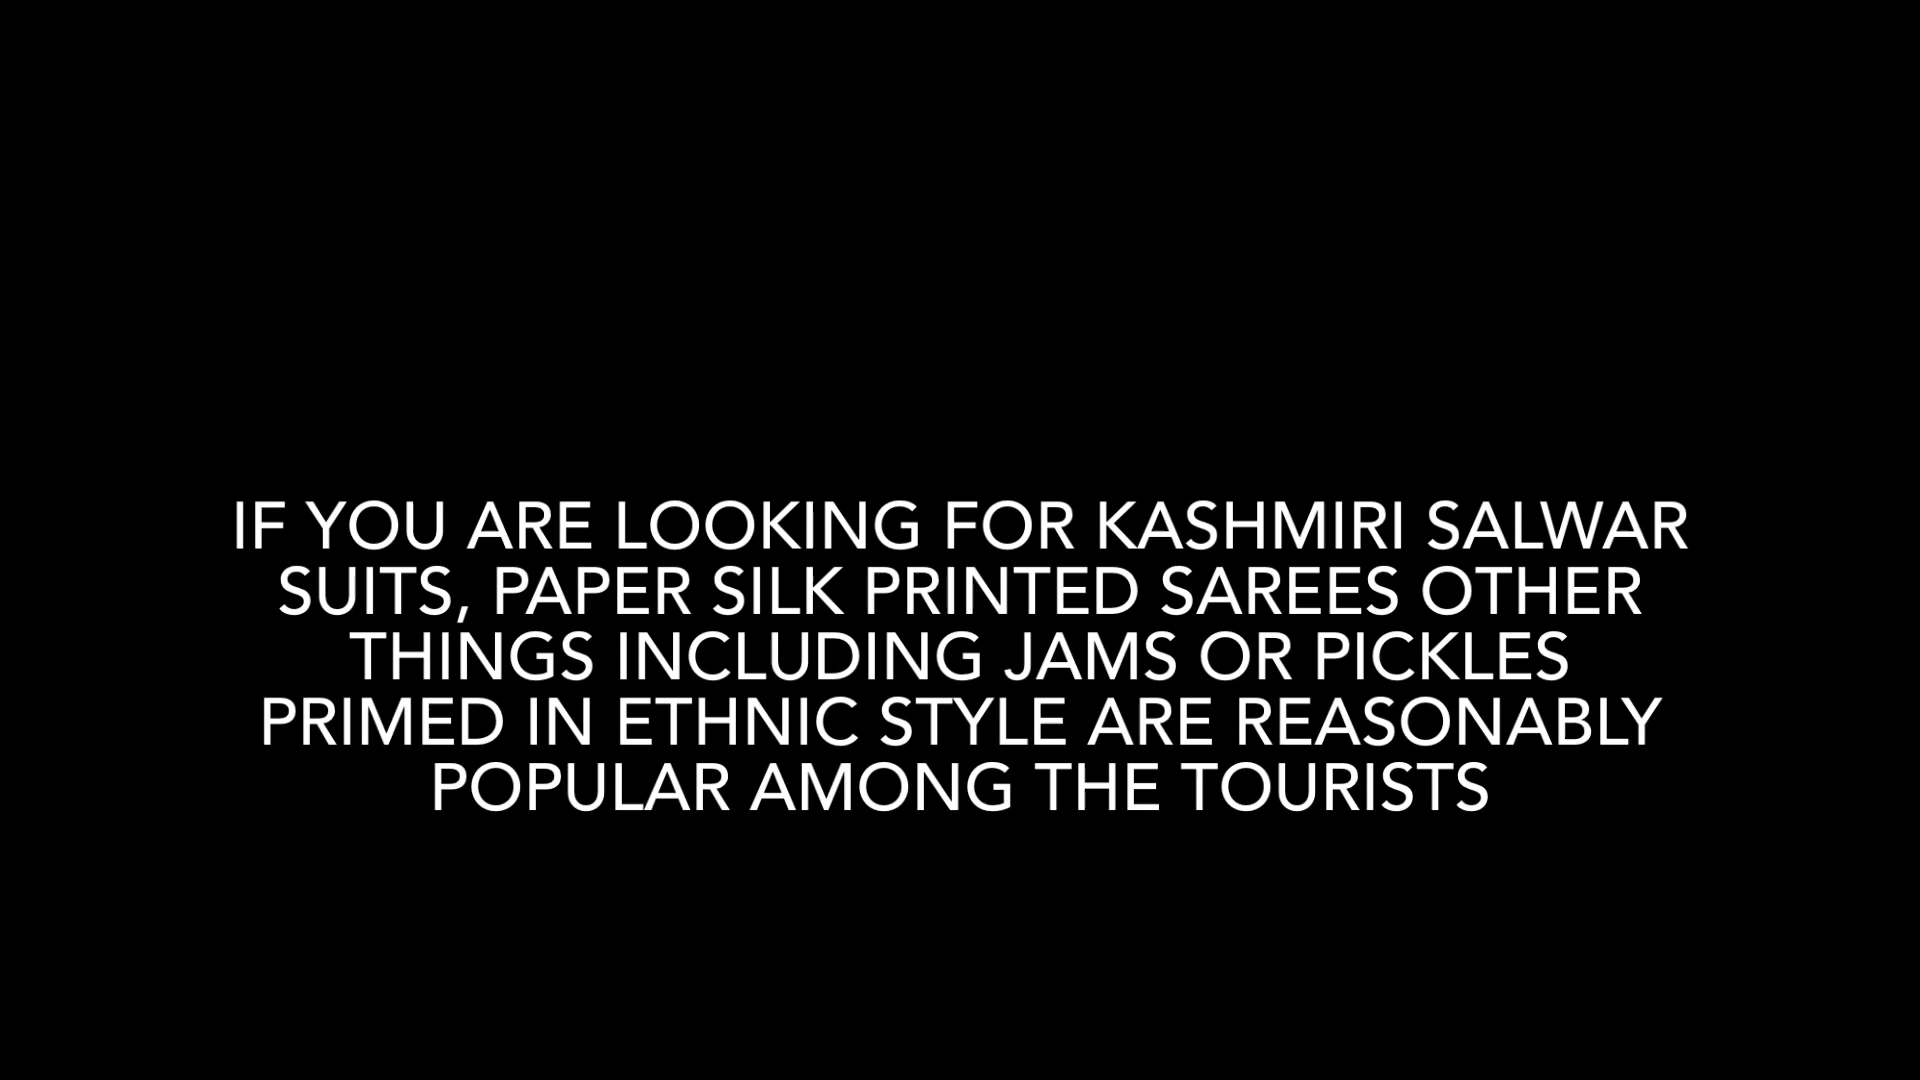 IF YOU ARE LOOKING FOR KASHMIRI SALWAR
SUITS, PAPER SILK PRINTED SAREES OTHER
THINGS INCLUDING JAMS OR PICKLES
PRIMED IN ETHNIC STYLE ARE REASONABLY
POPULAR AMONG THE TOURISTS